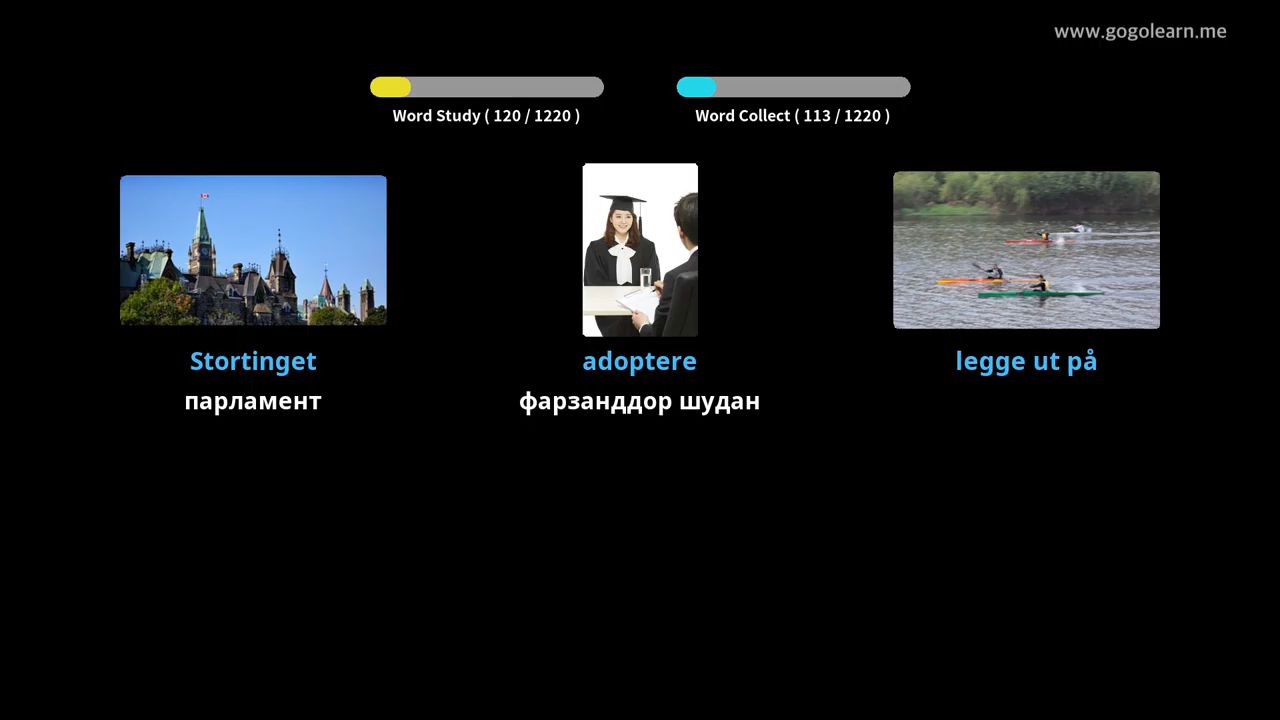 www.gogolearn.me
Word Study ( 120 / 1220 )
Word Collect ( 113 / 1220 )
Stortinget
adoptere
legge ut på
парламент
фарзанддор шудан